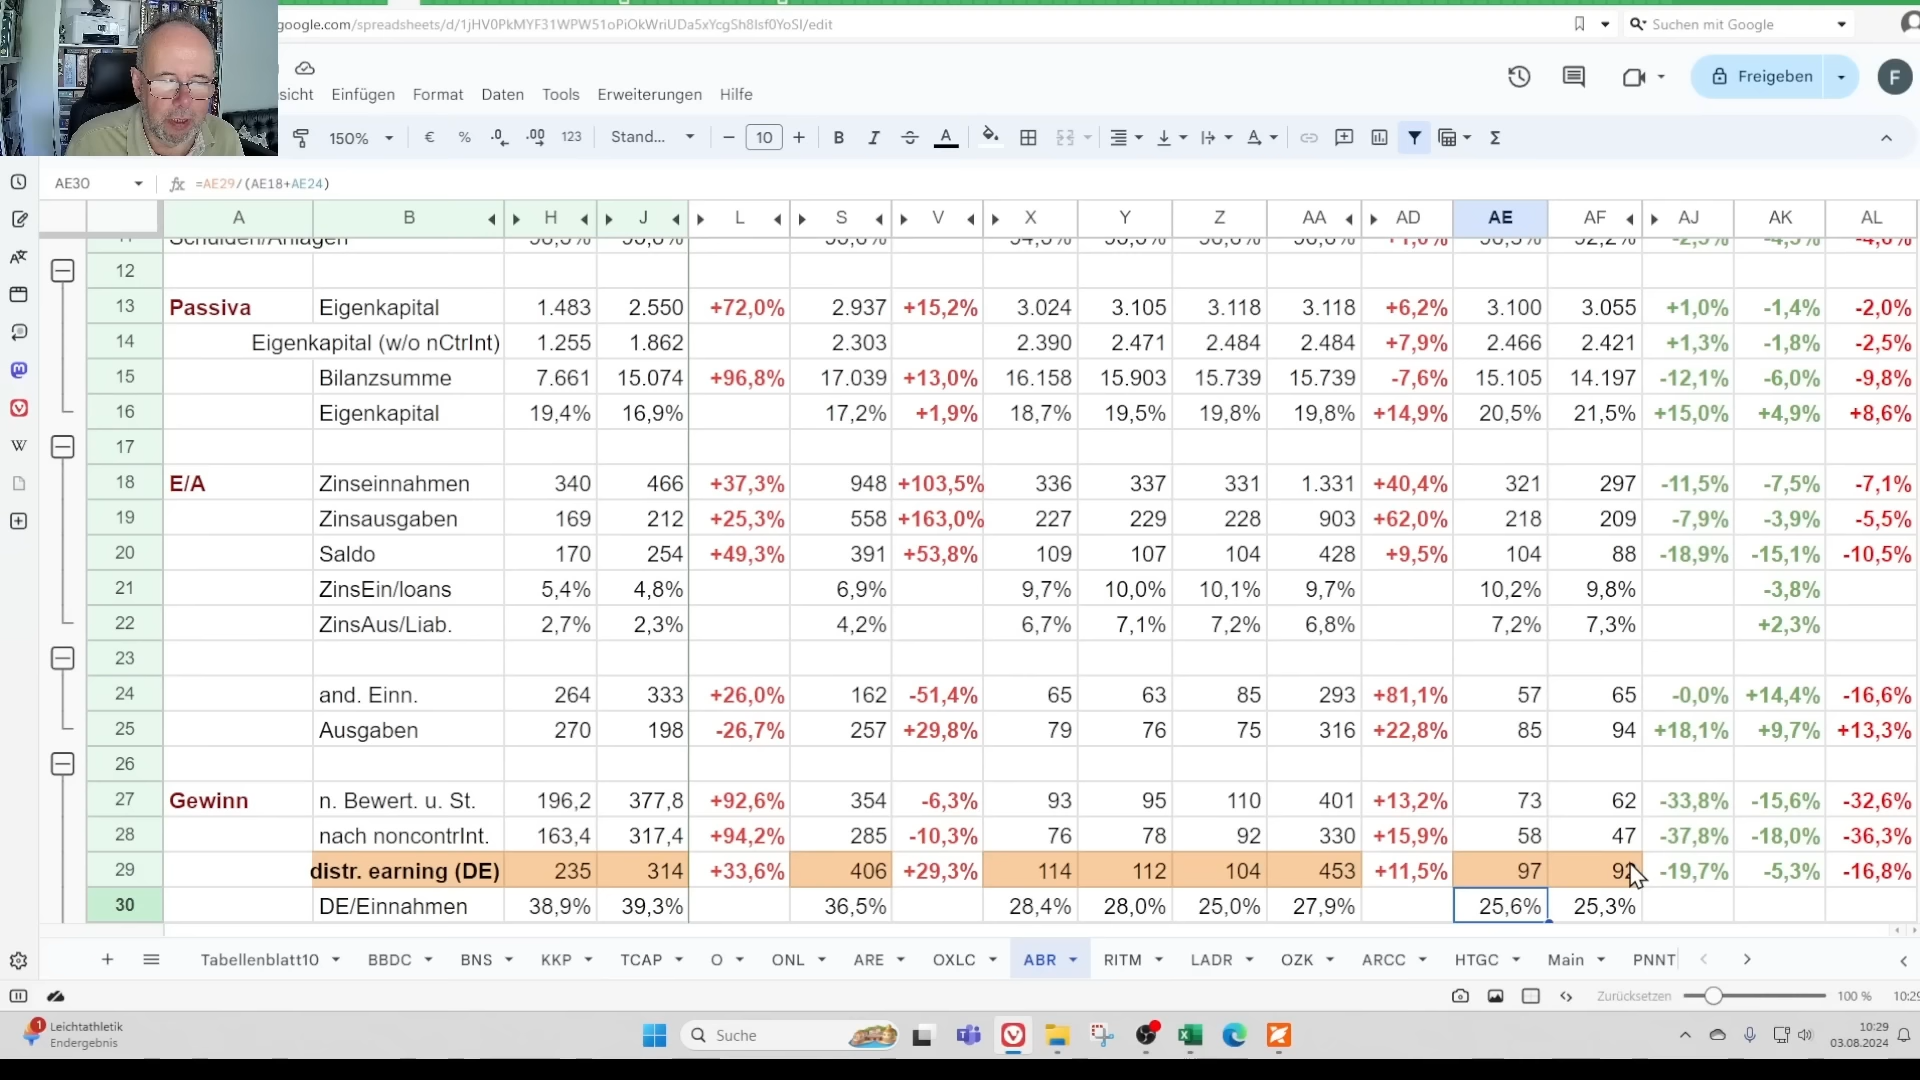 google.com/spreadsheets/d/1jHV0PkMYF31WPW51oPiOkWriUDa5xYcgSh8lsf0YoSI/edit Suchen mit Google
sicht Einfügen Format Daten Tools Erweiterungen Hilfe Freigeben F
150% € % .0 .00 123 Stand... − 10 + B I A Σ
AE30 fx =AE29/(AE18+AE24)
A B H J L S V X Y Z AA AD AE AF AJ AK AL
12
13 Passiva Eigenkapital 1.483 2.550 +72,0% 2.937 +15,2% 3.024 3.105 3.118 3.118 +6,2% 3.100 3.055 +1,0% -1,4% -2,0%
14 Eigenkapital (w/o nCtrInt) 1.255 1.862 2.303 2.390 2.471 2.484 2.484 +7,9% 2.466 2.421 +1,3% -1,8% -2,5%
15 Bilanzsumme 7.661 15.074 +96,8% 17.039 +13,0% 16.158 15.903 15.739 15.739 -7,6% 15.105 14.197 -12,1% -6,0% -9,8%
16 Eigenkapital 19,4% 16,9% 17,2% +1,9% 18,7% 19,5% 19,8% 19,8% +14,9% 20,5% 21,5% +15,0% +4,9% +8,6%
17
18 E/A Zinseinnahmen 340 466 +37,3% 948 +103,5% 336 337 331 1.331 +40,4% 321 297 -11,5% -7,5% -7,1%
19 Zinsausgaben 169 212 +25,3% 558 +163,0% 227 229 228 903 +62,0% 218 209 -7,9% -3,9% -5,5%
20 Saldo 170 254 +49,3% 391 +53,8% 109 107 104 428 +9,5% 104 88 -18,9% -15,1% -10,5%
21 ZinsEin/loans 5,4% 4,8% 6,9% 9,7% 10,0% 10,1% 9,7% 10,2% 9,8% -3,8%
22 ZinsAus/Liab. 2,7% 2,3% 4,2% 6,7% 7,1% 7,2% 6,8% 7,2% 7,3% +2,3%
23
24 and. Einn. 264 333 +26,0% 162 -51,4% 65 63 85 293 +81,1% 57 65 -0,0% +14,4% -16,6%
25 Ausgaben 270 198 -26,7% 257 +29,8% 79 76 75 316 +22,8% 85 94 +18,1% +9,7% +13,3%
26
27 Gewinn n. Bewert. u. St. 196,2 377,8 +92,6% 354 -6,3% 93 95 110 401 +13,2% 73 62 -33,8% -15,6% -32,6%
28 nach noncontrInt. 163,4 317,4 +94,2% 285 -10,3% 76 78 92 330 +15,9% 58 47 -37,8% -18,0% -36,3%
29 distr. earning (DE) 235 314 +33,6% 406 +29,3% 114 112 104 453 +11,5% 97 92 -19,7% -5,3% -16,8%
30 DE/Einnahmen 38,9% 39,3% 36,5% 28,4% 28,0% 25,0% 27,9% 25,6% 25,3%
+ Tabellenblatt10 BBDC BNS KKP TCAP O ONL ARE OXLC ABR RITM LADR OZK ARCC HTGC Main PNNT
Zurücksetzen 100 % 10:29
1 Leichtathletik
Endergebnis
Suche
10:29
03.08.2024